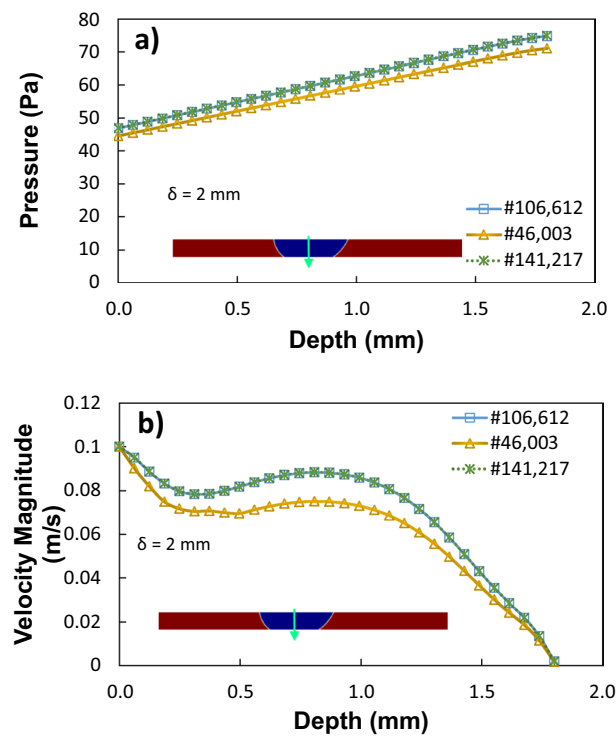 a)
Pressure (Pa)
80
70
60
50
40
30
20
10
0
δ = 2 mm
#106,612
#46,003
#141,217
0.0 0.5 1.0 1.5 2.0
Depth (mm)
b)
Velocity Magnitude
(m/s)
0.12
0.1
0.08
0.06
0.04
0.02
0
#106,612
#46,003
#141,217
δ = 2 mm
0.0 0.5 1.0 1.5 2.0
Depth (mm)